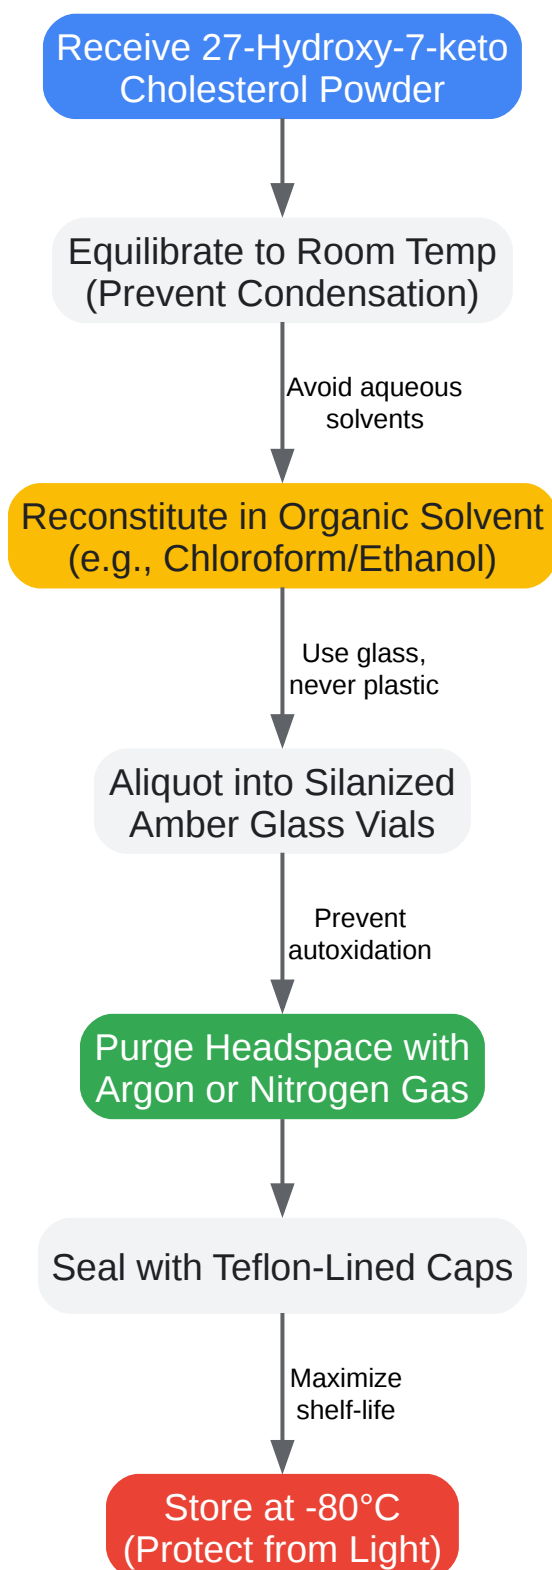 Receive 27-Hydroxy-7-keto
Cholesterol Powder
Equilibrate to Room Temp
(Prevent Condensation)
Avoid aqueous
solvents
Reconstitute in Organic Solvent
(e.g., Chloroform/Ethanol)
Use glass,
never plastic
Aliquot into Silanized
Amber Glass Vials
Prevent
autoxidation
Purge Headspace with
Argon or Nitrogen Gas
Seal with Teflon-Lined Caps
Maximize
shelf-life
Store at -80°C
(Protect from Light)